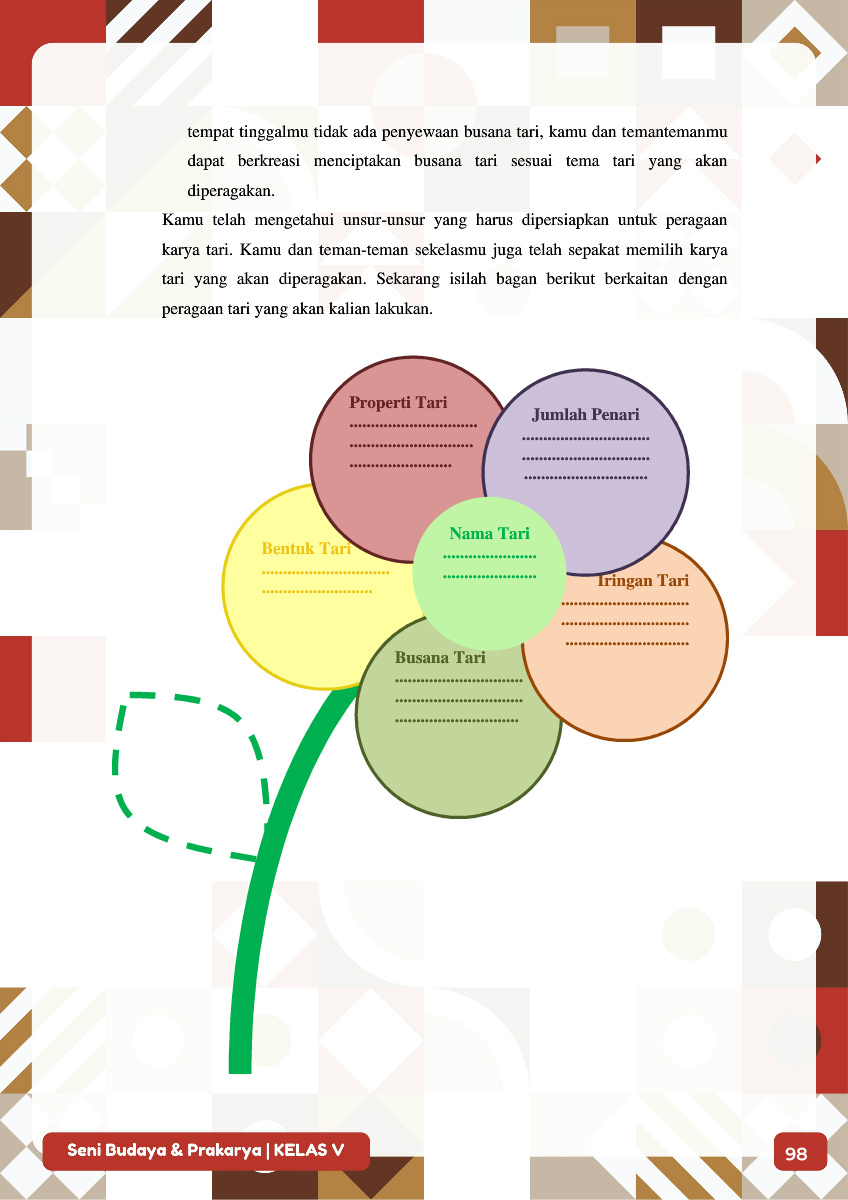 tempat tinggalmu tidak ada penyewaan busana tari, kamu dan temantemanmu
dapat berkreasi menciptakan busana tari sesuai tema tari yang akan
diperagakan.
Kamu telah mengetahui unsur-unsur yang harus dipersiapkan untuk peragaan
karya tari. Kamu dan teman-teman sekelasmu juga telah sepakat memilih karya
tari yang akan diperagakan. Sekarang isilah bagan berikut berkaitan dengan
peragaan tari yang akan kalian lakukan.
Properti Tari
Jumlah Penari
Nama Tari
Bentuk Tari
Iringan Tari
Busana Tari
Seni Budaya & Prakarya | KELAS V
98